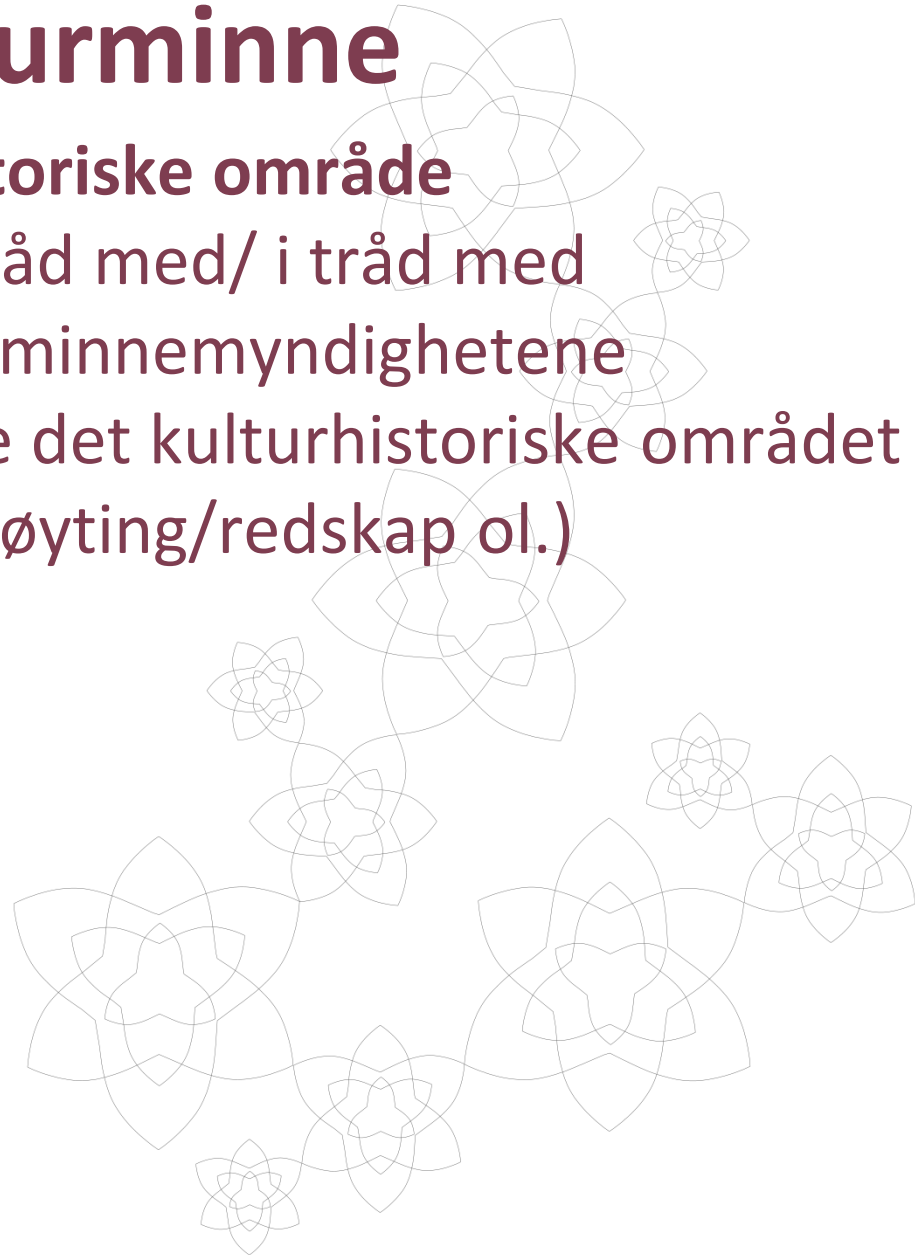 urminne
toriske område
åd med/ i tråd med
minnemyndighetene
e det kulturhistoriske området
øyting/redskap ol.)